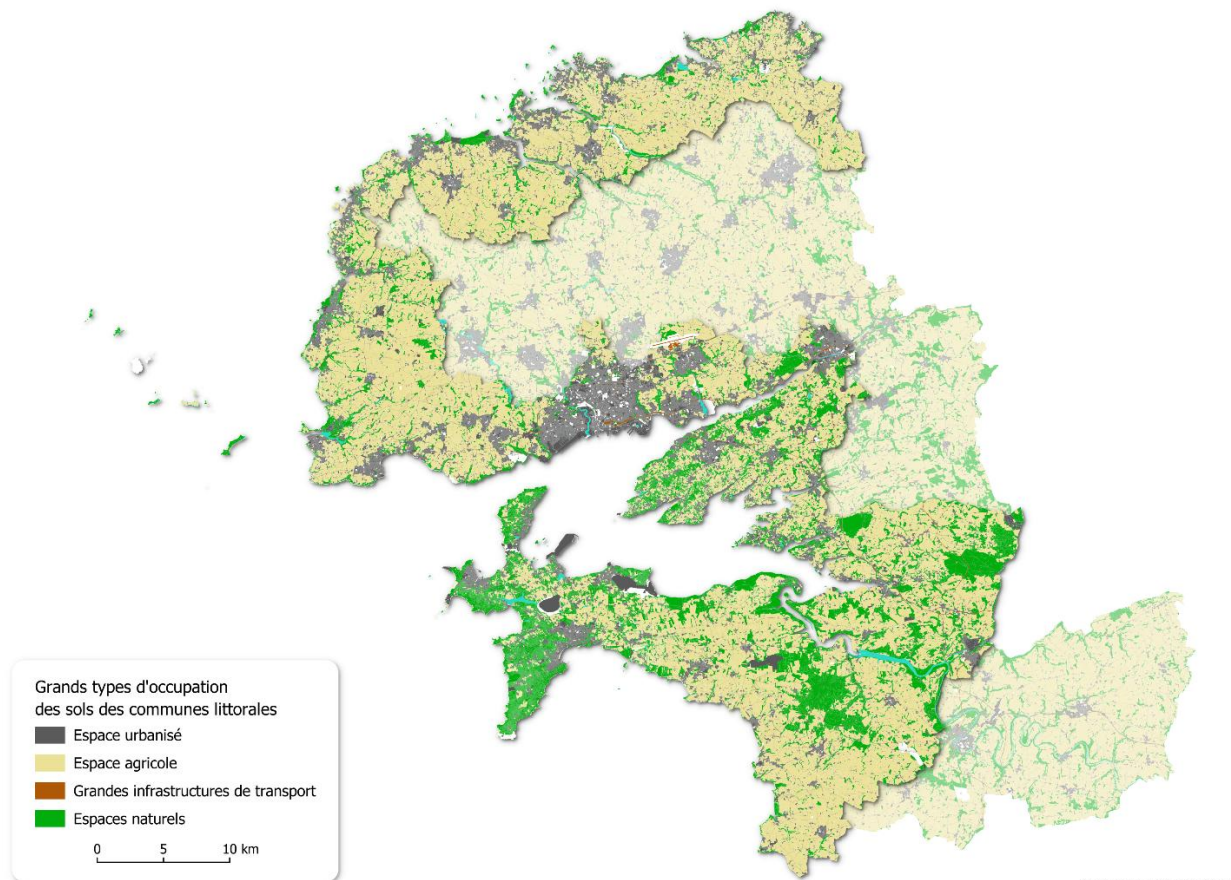 Grands types d'occupation
des sols des communes littorales
Espace urbanisé
Espace agricole
Grandes infrastructures de transport
Espaces naturels
0 5 10 km